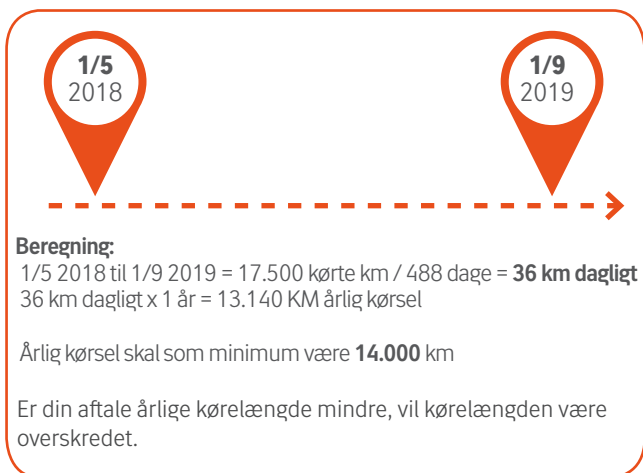 1/5
2018
1/9
2019
Beregning:
1/5 2018 til 1/9 2019 = 17.500 kørte km / 488 dage = 36 km dagligt
36 km dagligt x 1 år = 13.140 KM årlig kørsel
Årlig kørsel skal som minimum være 14.000 km
Er din aftale årlige kørelængde mindre, vil kørelængden være
overskredet.